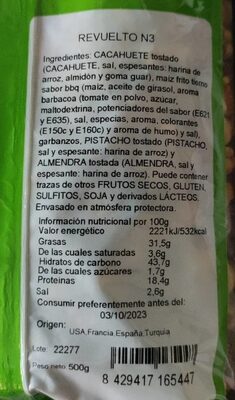 REVUELTO N3
Ingredientes: CACAHUETE tostado
(CACAHUETE, sal, espesantes: harina de
arroz, almidón y goma guar), maiz frito tierno
sabor bbq (maiz, aceite de girasol, aroma
barbacoa (tomate en polvo, azúcar,
maltodextrina, potenciadores del sabor (E621
y E635), sal, especias, aroma, colorantes
(E150c y E160c) y aroma de humo) y sal),
garbanzos, PISTACHO tostado (PISTACHO,
sal y espesante: harina de arroz) y
ALMENDRA tostada (ALMENDRA, sal y
espesante: harina de arroz). Puede contener
trazas de otros FRUTOS SECOS, GLUTEN,
SULFITOS, SOJA y derivados LÁCTEOS.
Envasado en atmósfera protectora.
Información nutricional por 100g
Valor energético 2221kJ/532kcal
Grasas 31,5g
De las cuales saturadas 3,6g
Hidratos de carbono 43,7g
De las cuales azúcares 1,7g
Proteinas 18,4g
Sal 2,6g
Consumir preferentemente antes del:
03/10/2023
Origen: USA,Francia,España,Turquia
Lote 22277
Peso neto: 500g
8 429417 165447